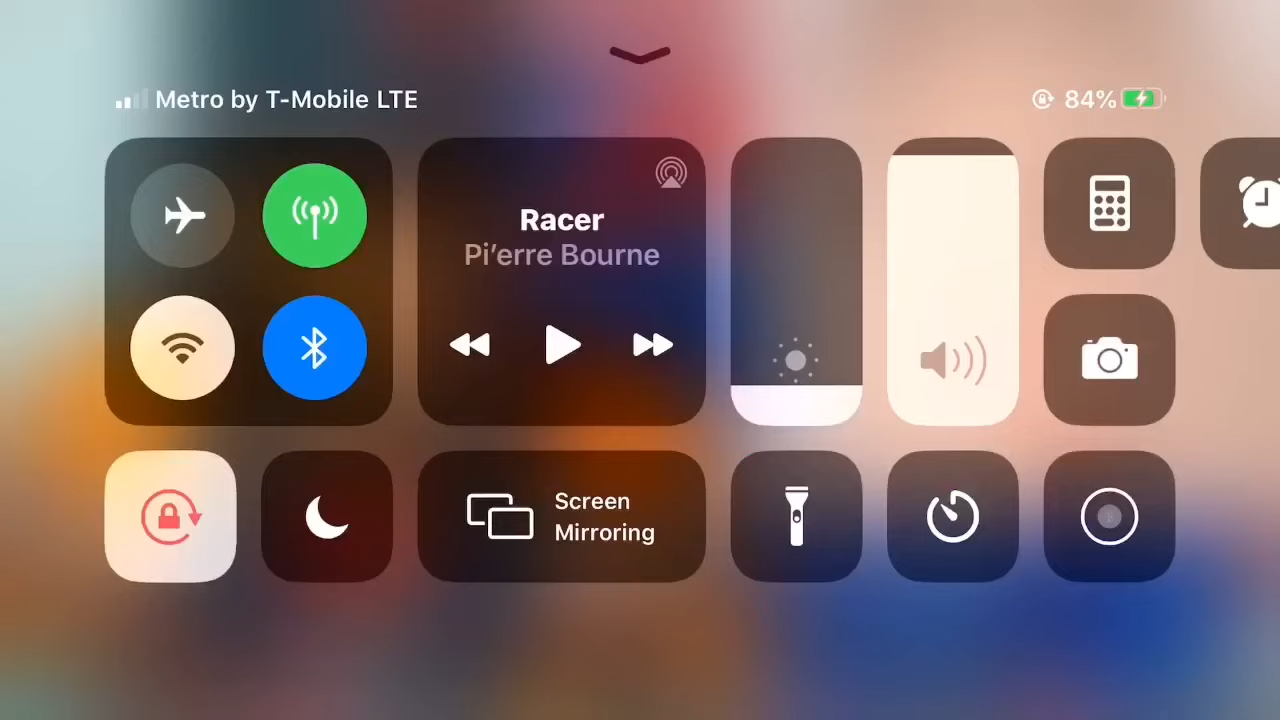 Metro by T-Mobile LTE
84%
Racer
Pi’erre Bourne
Screen
Mirroring